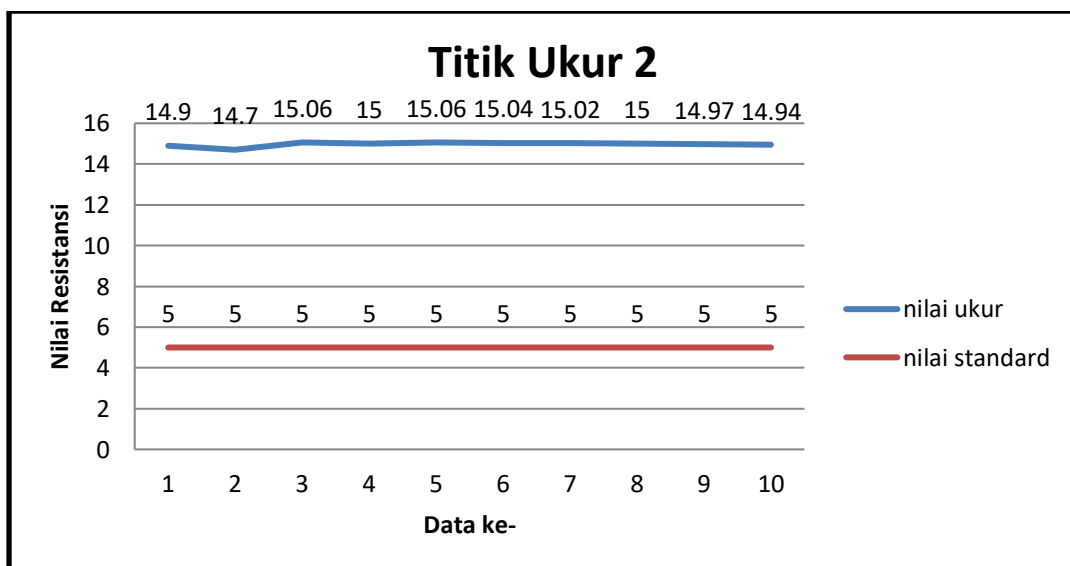 Titik Ukur 2
14.9 14.7 15.06 15 15.06 15.04 15.02 15 14.97 14.94
16
14
12
10
8
6
4
2
0
Nilai Resistansi
5 5 5 5 5 5 5 5 5 5
1 2 3 4 5 6 7 8 9 10
Data ke-
nilai ukur
nilai standard